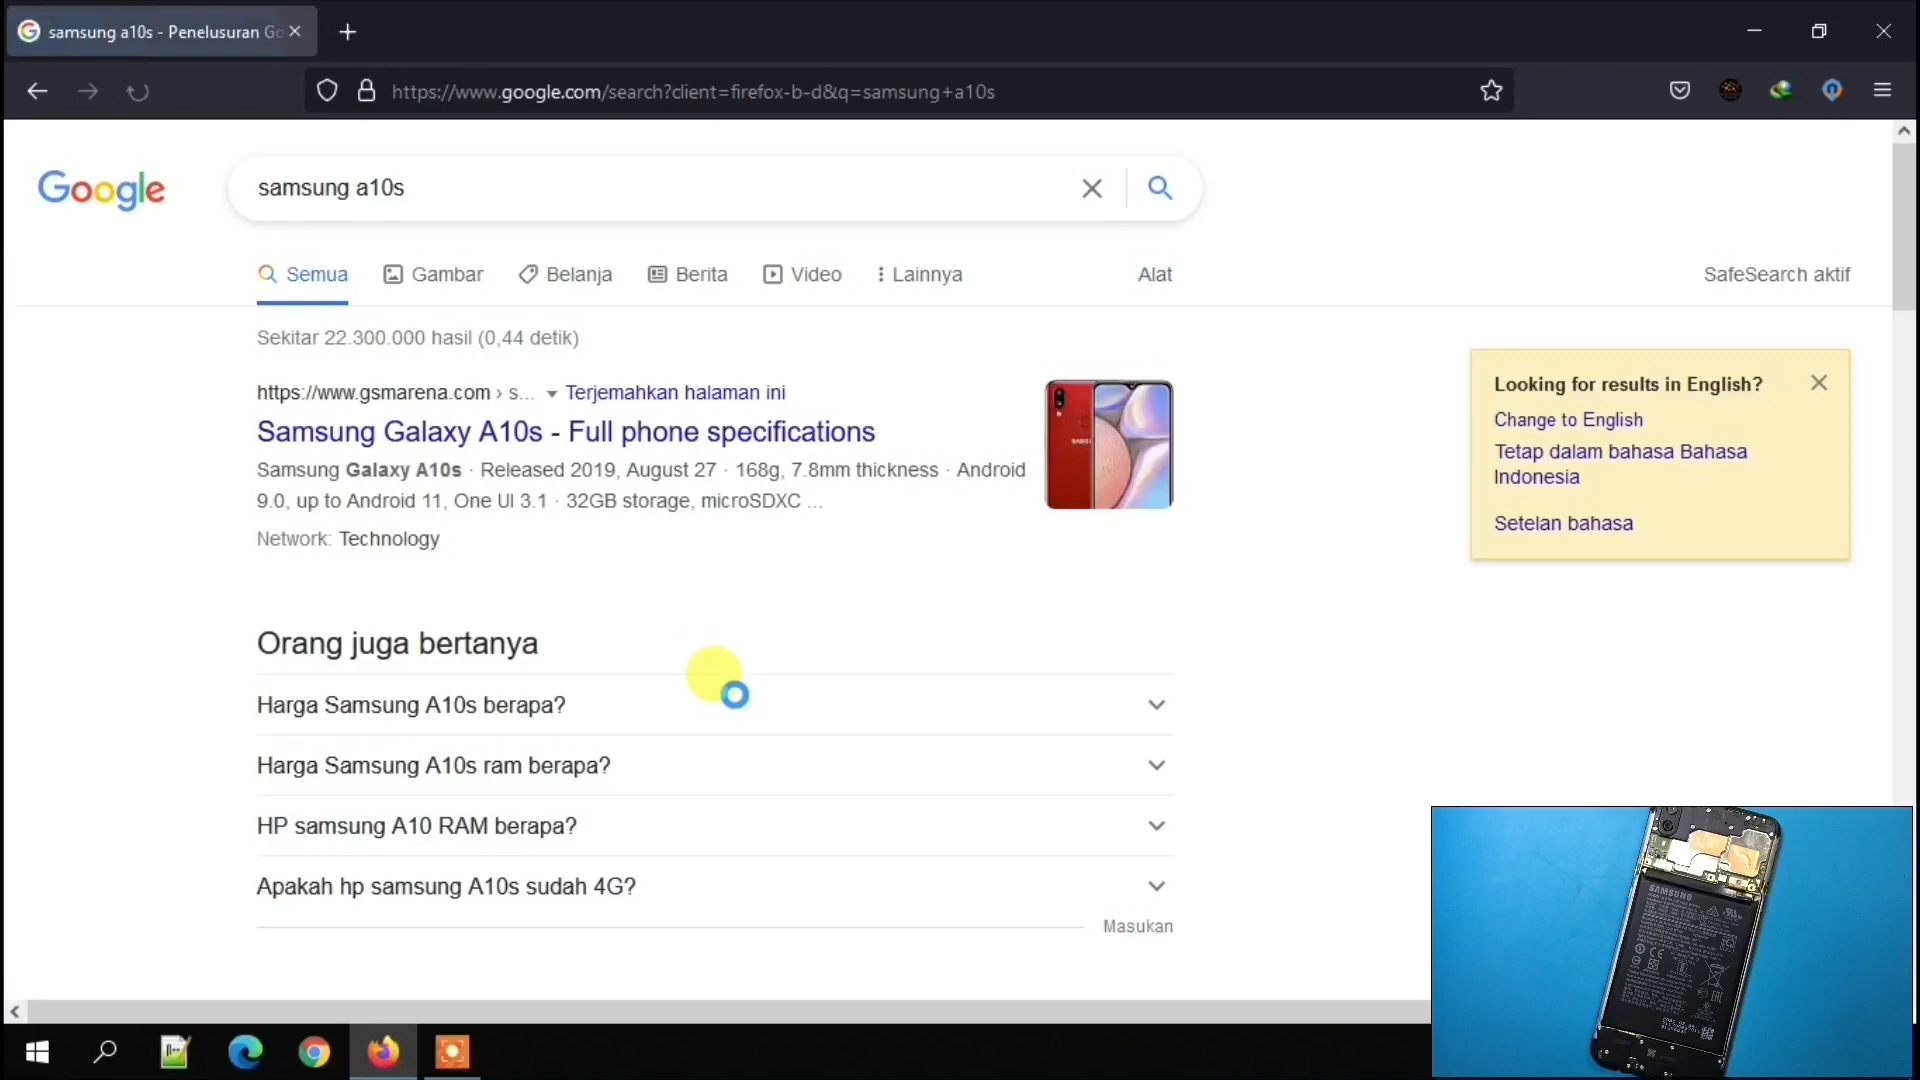 samsung a10s - Penelusuran Go
https://www.google.com/search?client=firefox-b-d&q=samsung+a10s
Google
samsung a10s
Semua
Gambar
Belanja
Berita
Video
Lainnya
Alat
SafeSearch aktif
Sekitar 22.300.000 hasil (0,44 detik)
https://www.gsmarena.com › s... Terjemahkan halaman ini
Samsung Galaxy A10s - Full phone specifications
Samsung Galaxy A10s · Released 2019, August 27 · 168g, 7.8mm thickness · Android
9.0, up to Android 11, One UI 3.1 · 32GB storage, microSDXC ...
Network: Technology
Looking for results in English?
Change to English
Tetap dalam bahasa Bahasa
Indonesia
Setelan bahasa
Orang juga bertanya
Harga Samsung A10s berapa?
Harga Samsung A10s ram berapa?
HP samsung A10 RAM berapa?
Apakah hp samsung A10s sudah 4G?
Masukan
SAMSUNG